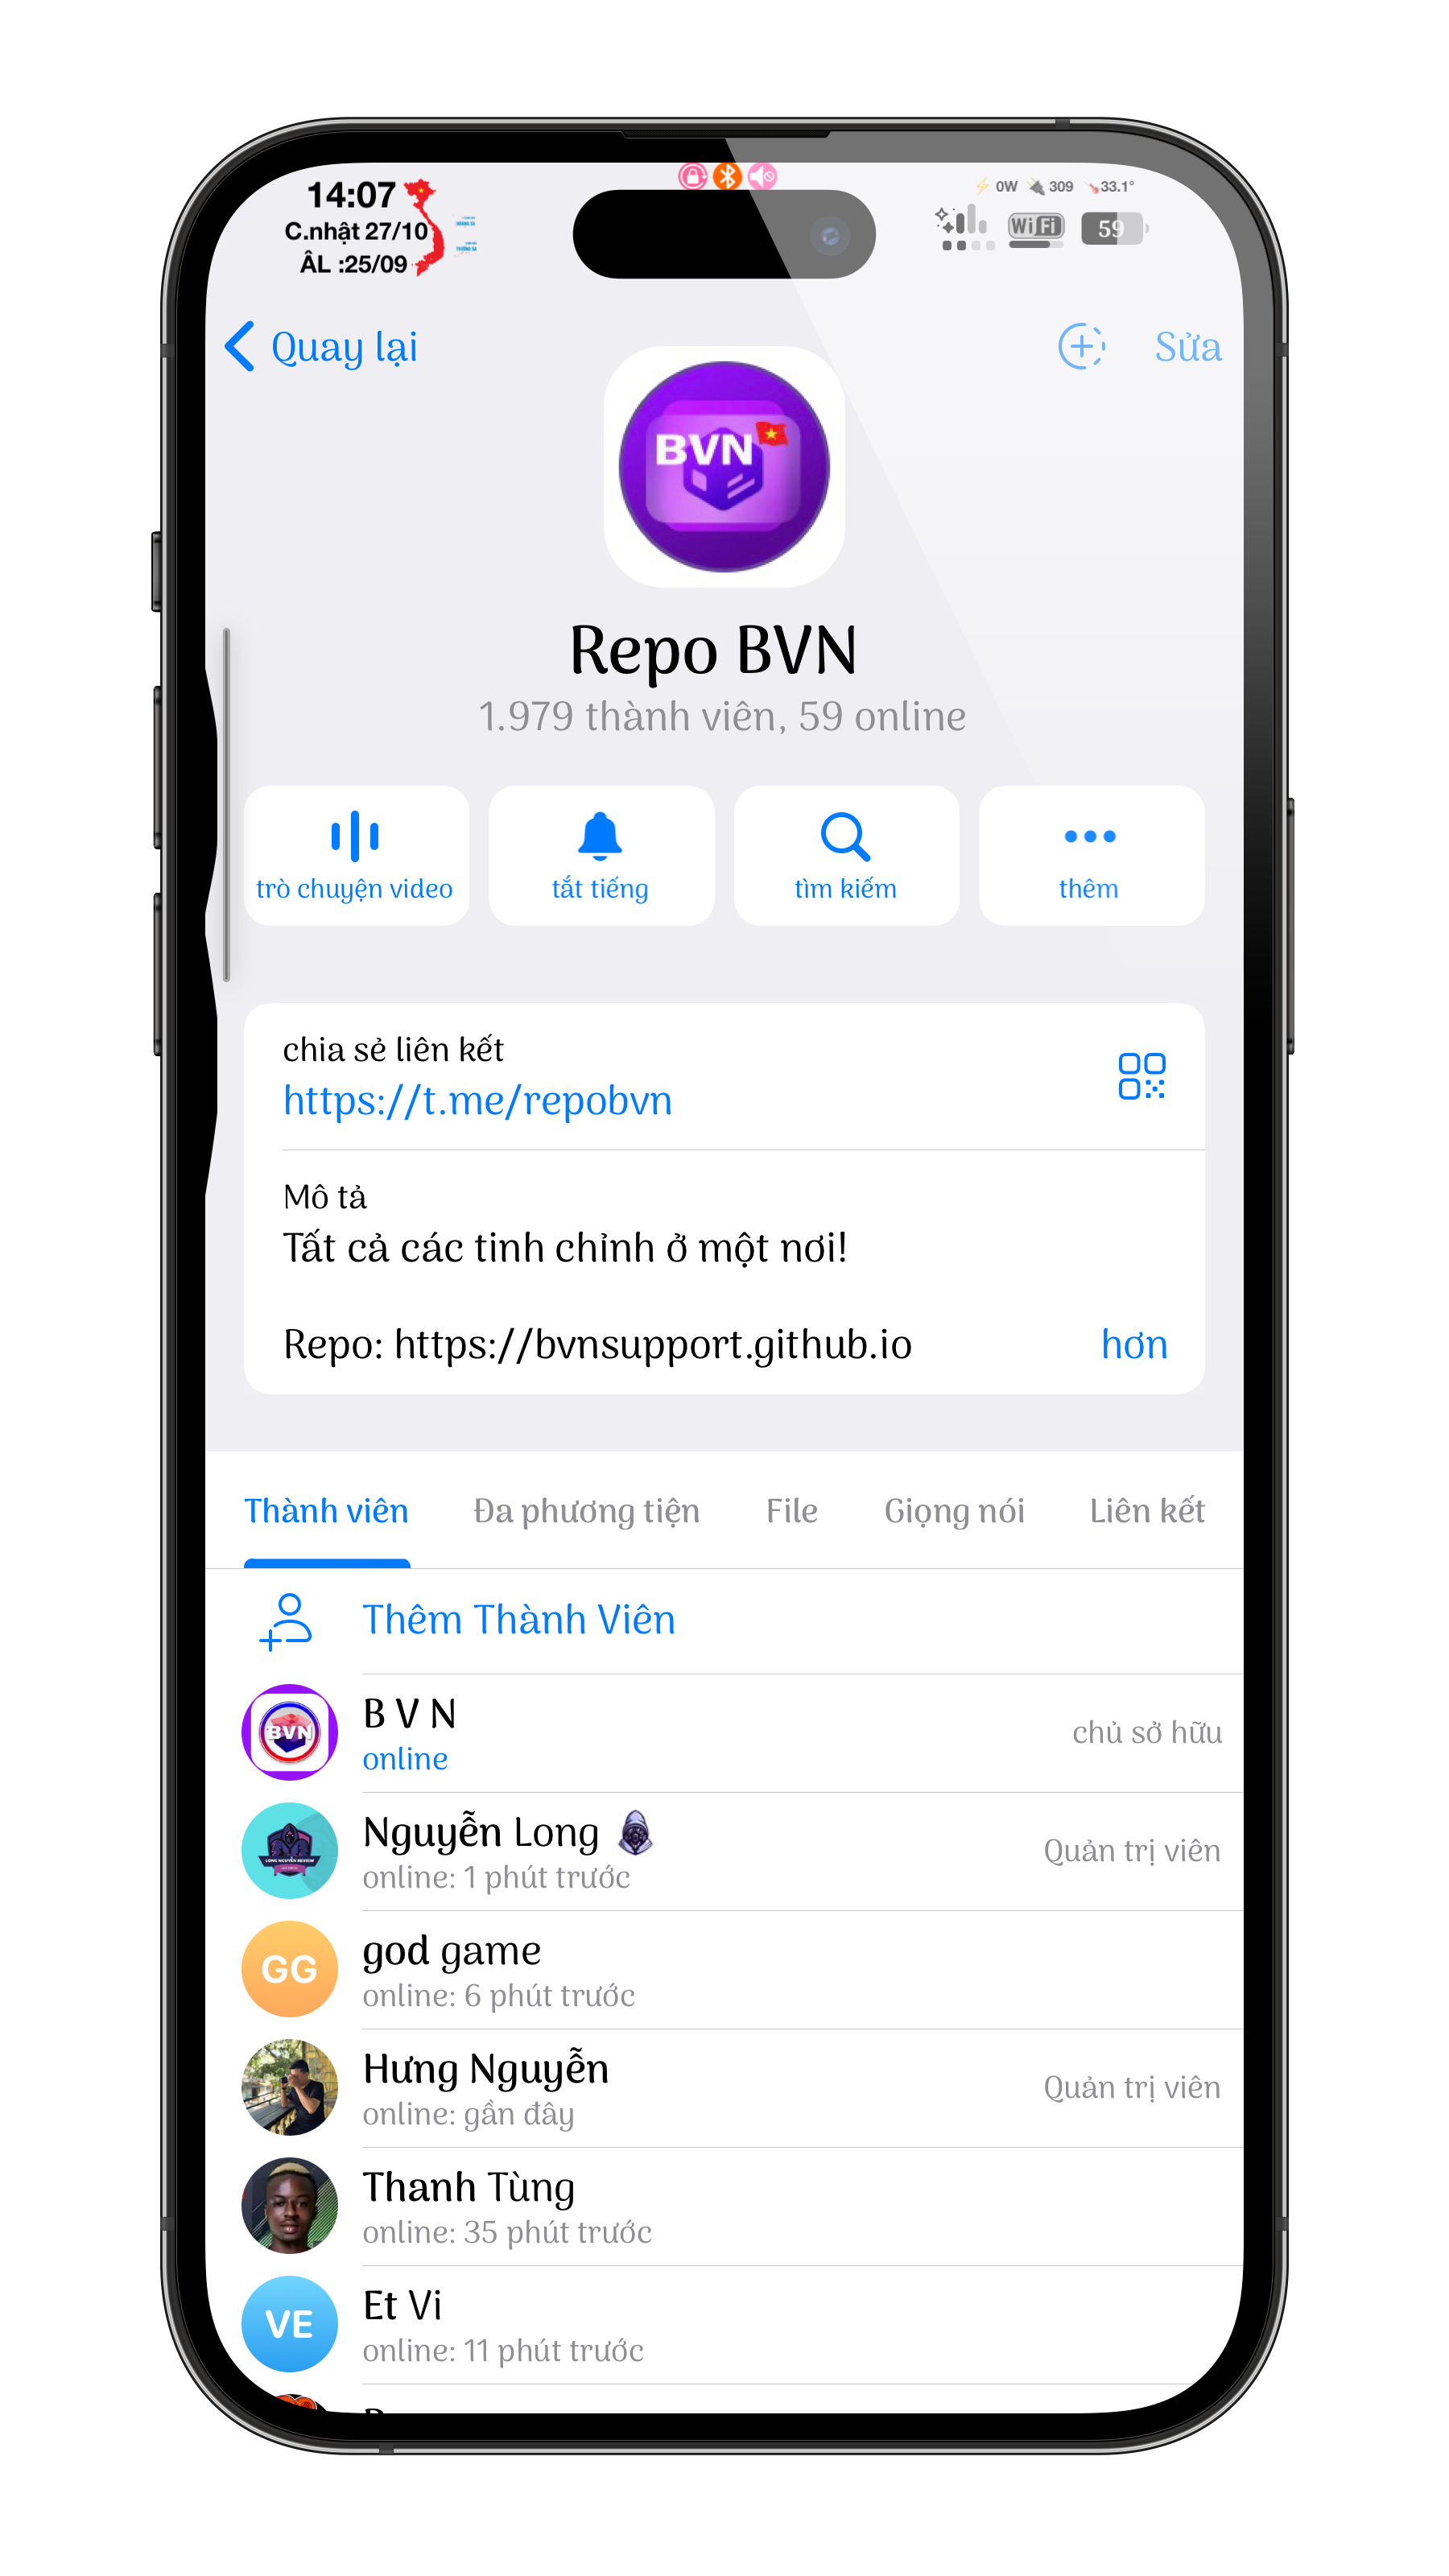 14:07
C.nhật 27/10
ÂL :25/09
0W 309 33.1°
WiFi 59
Quay lại
Sửa
BVN
Repo BVN
1.979 thành viên, 59 online
trò chuyện video
tắt tiếng
tìm kiếm
thêm
chia sẻ liên kết
https://t.me/repobvn
Mô tả
Tất cả các tinh chỉnh ở một nơi!
Repo: https://bvnsupport.github.io
hơn
Thành viên Đa phương tiện File Giọng nói Liên kết
Thêm Thành Viên
BVN
B V N
online
chủ sở hữu
LONG NGUYỄN REVIEW
Nguyễn Long
online: 1 phút trước
Quản trị viên
GG
god game
online: 6 phút trước
Hưng Nguyễn
online: gần đây
Quản trị viên
Thanh Tùng
online: 35 phút trước
VE
Et Vi
online: 11 phút trước